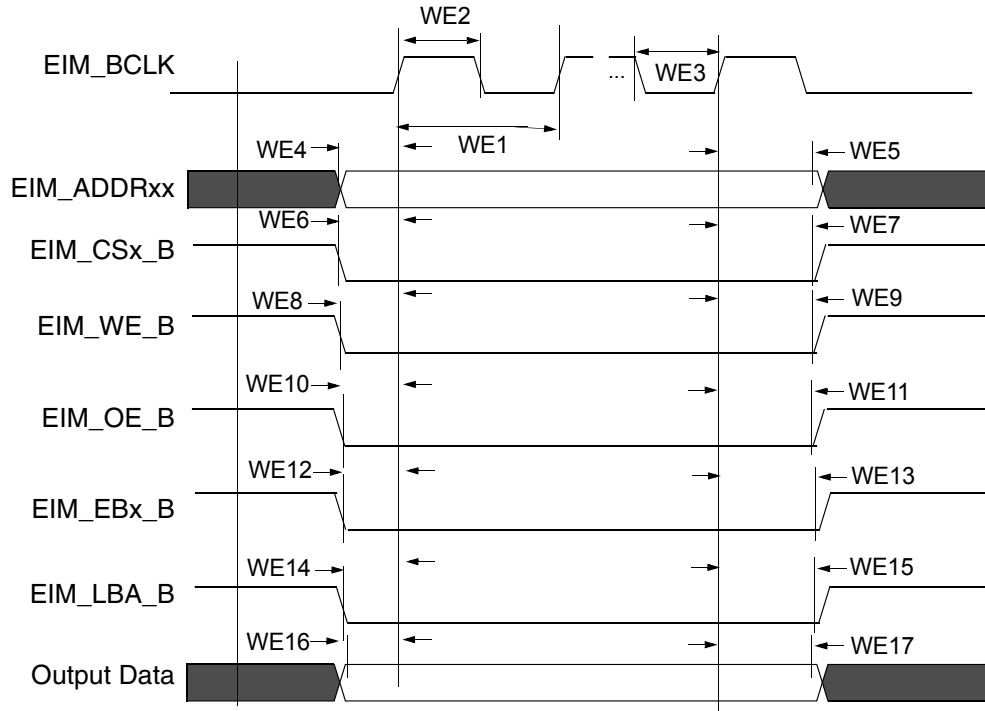 WE2
EIM_BCLK
...
WE3
WE1
WE4
WE5
EIM_ADDRxx
WE6
WE7
EIM_CSx_B
WE8
WE9
EIM_WE_B
WE10
WE11
EIM_OE_B
WE12
WE13
EIM_EBx_B
WE14
WE15
EIM_LBA_B
WE16
WE17
Output Data